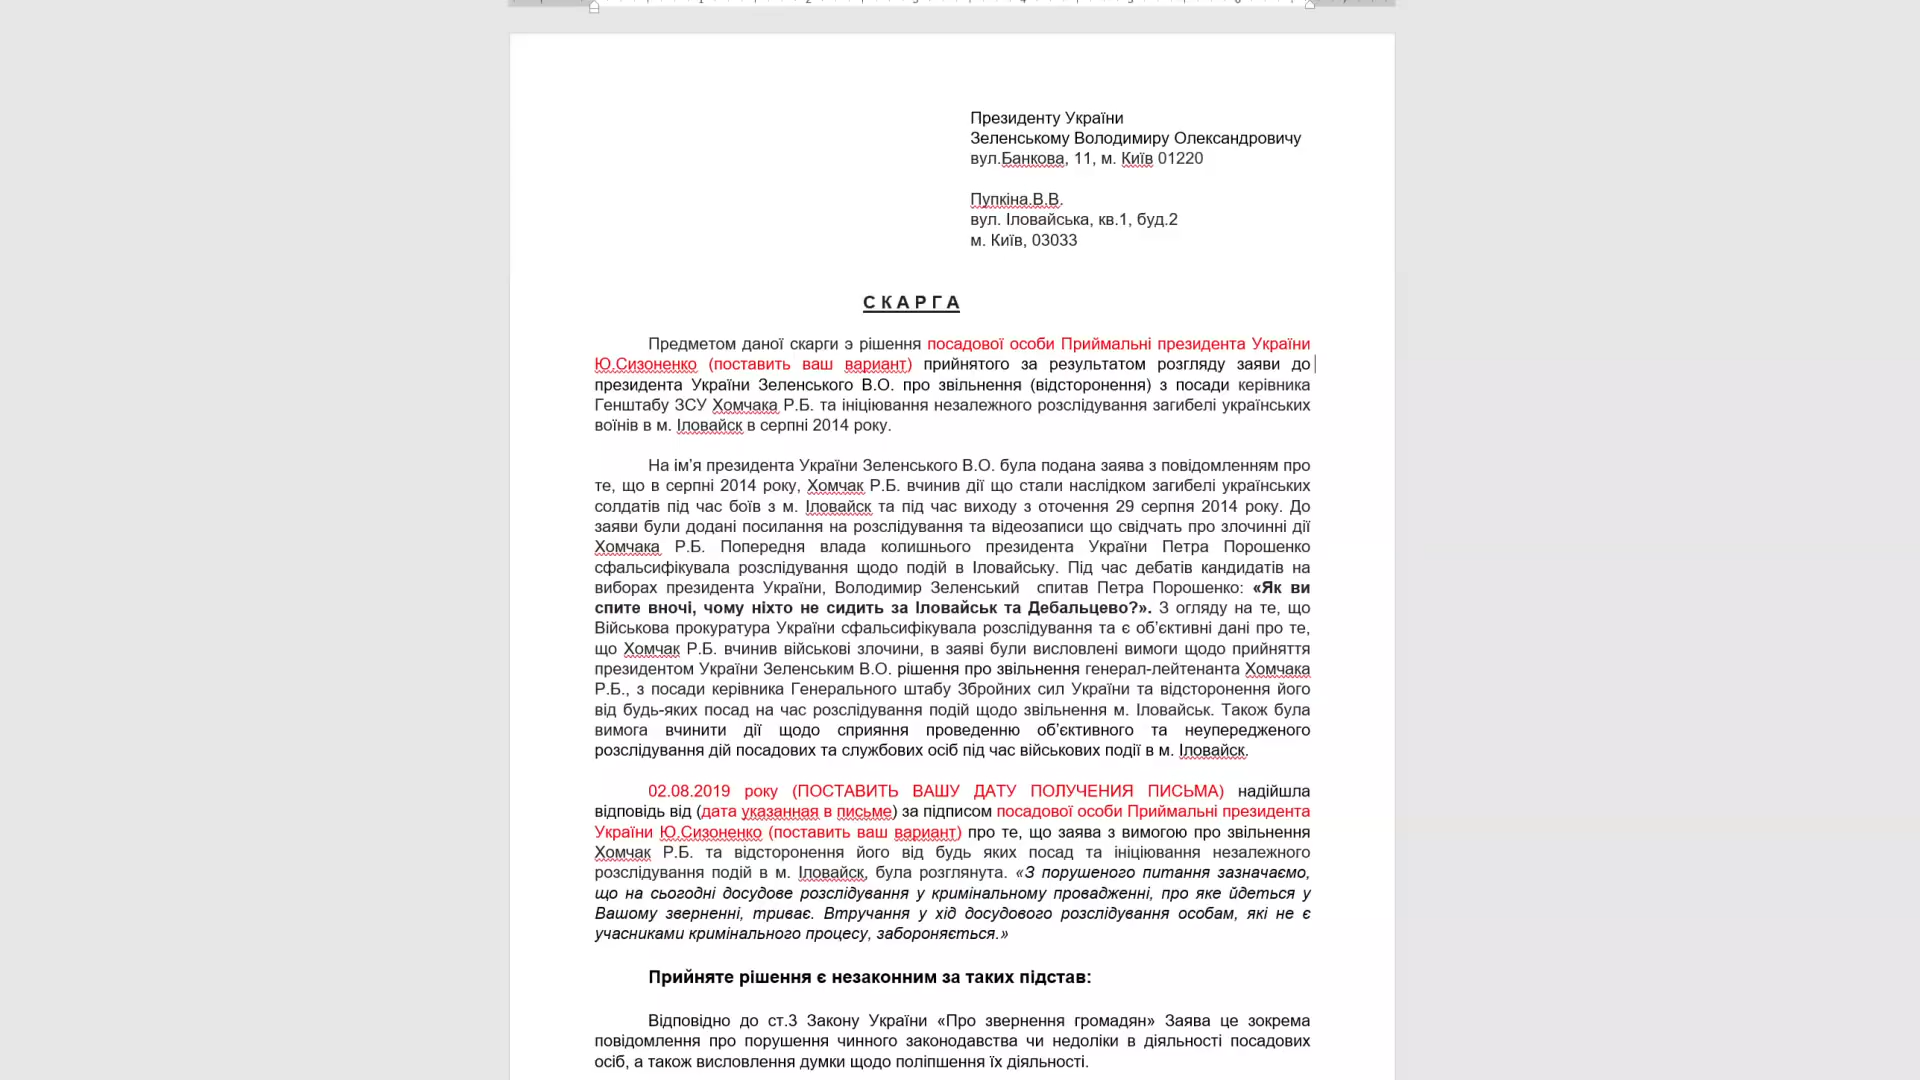 Президенту України
Зеленському Володимиру Олександровичу
вул.Банкова, 11, м. Київ 01220
Пупкіна.В.В.
вул. Іловайська, кв.1, буд.2
м. Київ, 03033
С К А Р Г А
Предметом даної скарги э рішення посадової особи Приймальні президента України
Ю.Сизоненко (поставить ваш вариант) прийнятого за результатом розгляду заяви до
президента України Зеленського В.О. про звільнення (відсторонення) з посади керівника
Генштабу ЗСУ Хомчака Р.Б. та ініціювання незалежного розслідування загибелі українських
воїнів в м. Іловайск в серпні 2014 року.
На ім’я президента України Зеленського В.О. була подана заява з повідомленням про
те, що в серпні 2014 року, Хомчак Р.Б. вчинив дії що стали наслідком загибелі українських
солдатів під час боїв з м. Іловайск та під час виходу з оточення 29 серпня 2014 року. До
заяви були додані посилання на розслідування та відеозаписи що свідчать про злочинні дії
Хомчака Р.Б. Попередня влада колишнього президента України Петра Порошенко
сфальсифікувала розслідування щодо подій в Іловайську. Під час дебатів кандидатів на
виборах президента України, Володимир Зеленський спитав Петра Порошенко: «Як ви
спите вночі, чому ніхто не сидить за Іловайськ та Дебальцево?». З огляду на те, що
Військова прокуратура України сфальсифікувала розслідування та є об’єктивні дані про те,
що Хомчак Р.Б. вчинив військові злочини, в заяві були висловлені вимоги щодо прийняття
президентом України Зеленським В.О. рішення про звільнення генерал-лейтенанта Хомчака
Р.Б., з посади керівника Генерального штабу Збройних сил України та відсторонення його
від будь-яких посад на час розслідування подій щодо звільнення м. Іловайськ. Також була
вимога вчинити дії щодо сприяння проведенню об’єктивного та неупередженого
розслідування дій посадових та службових осіб під час військових події в м. Іловайск.
02.08.2019 року (ПОСТАВИТЬ ВАШУ ДАТУ ПОЛУЧЕНИЯ ПИСЬМА) надійшла
відповідь від (дата указанная в письме) за підписом посадової особи Приймальні президента
України Ю.Сизоненко (поставить ваш вариант) про те, що заява з вимогою про звільнення
Хомчак Р.Б. та відсторонення його від будь яких посад та ініціювання незалежного
розслідування подій в м. Іловайск, була розглянута. «З порушеного питання зазначаємо,
що на сьогодні досудове розслідування у кримінальному провадженні, про яке йдеться у
Вашому зверненні, триває. Втручання у хід досудового розслідування особам, які не є
учасниками кримінального процесу, забороняється.»
Прийняте рішення є незаконним за таких підстав:
Відповідно до ст.3 Закону України «Про звернення громадян» Заява це зокрема
повідомлення про порушення чинного законодавства чи недоліки в діяльності посадових
осіб, а також висловлення думки щодо поліпшення їх діяльності.